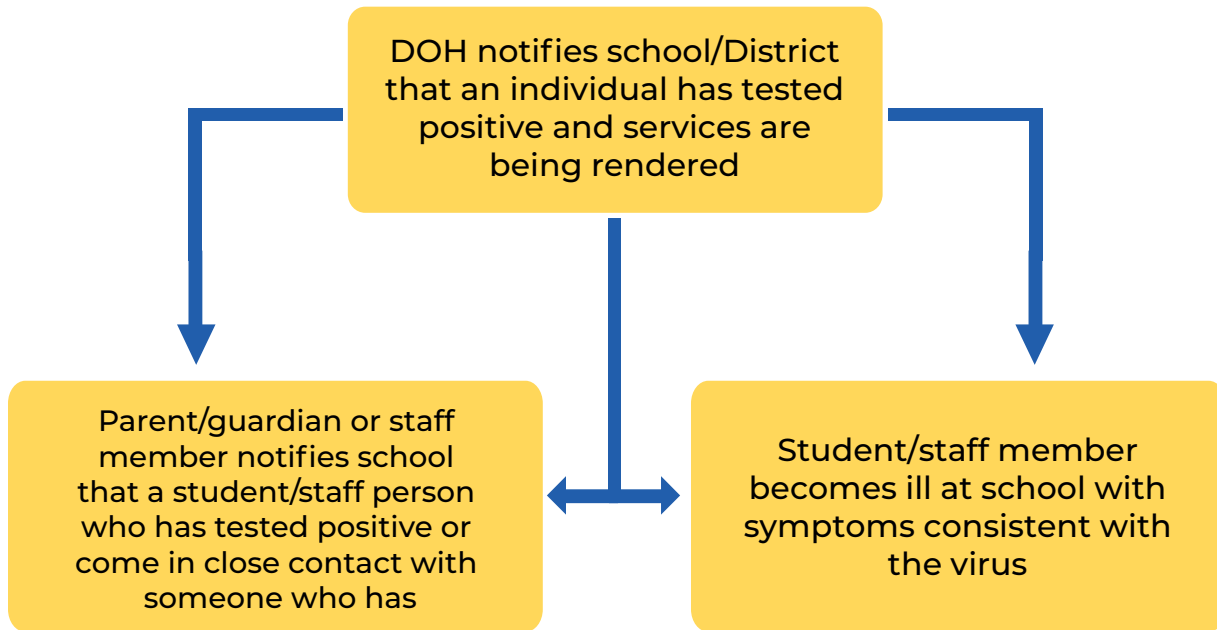 DOH notifies school/District
that an individual has tested
positive and services are
being rendered
Parent/guardian or staff
member notifies school
that a student/staff person
who has tested positive or
come in close contact with
someone who has
Student/staff member
becomes ill at school with
symptoms consistent with
the virus